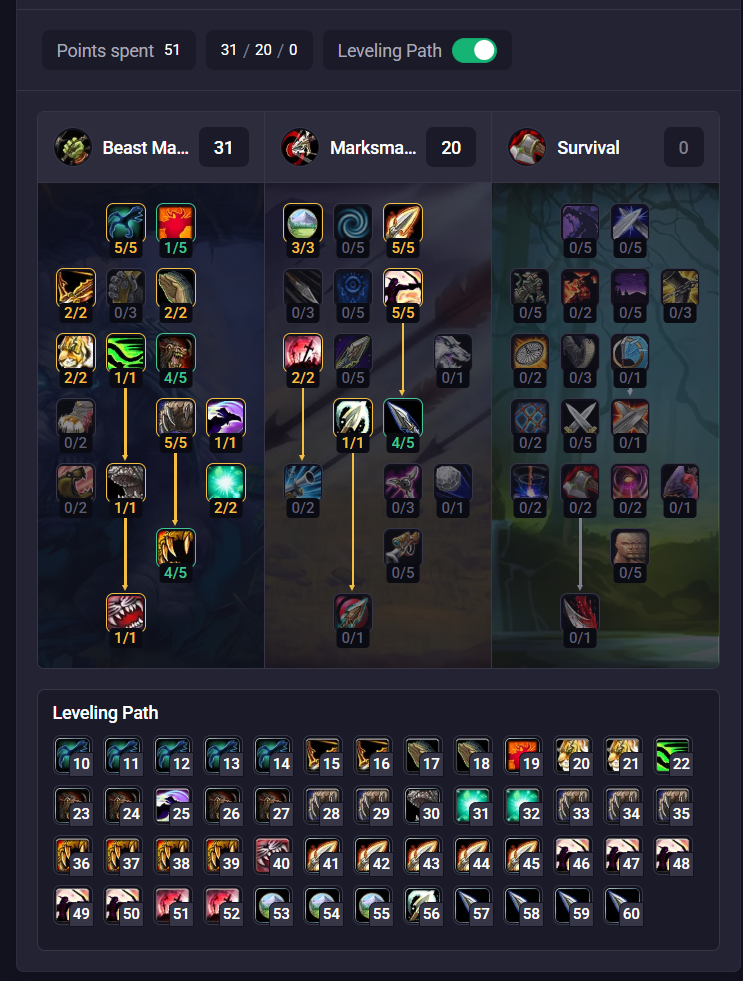 Points spent 51 31 / 20 / 0 Leveling Path
Beast Ma... 31 Marksma... 20 Survival 0
5/5 1/5 3/3 0/5 5/5 0/5 0/5
2/2 0/3 2/2 0/3 0/5 5/5 0/5 0/2 0/5 0/3
2/2 1/1 4/5 2/2 0/5 0/1 0/2 0/3 0/1
0/2 5/5 1/1 1/1 4/5 0/2 0/5 0/1
0/2 1/1 2/2 0/2 0/3 0/1 0/2 0/2 0/2 0/1
4/5 0/5 0/5
1/1 0/1 0/1
Leveling Path
10 11 12 13 14 15 16 17 18 19 20 21 22
23 24 25 26 27 28 29 30 31 32 33 34 35
36 37 38 39 40 41 42 43 44 45 46 47 48
49 50 51 52 53 54 55 56 57 58 59 60